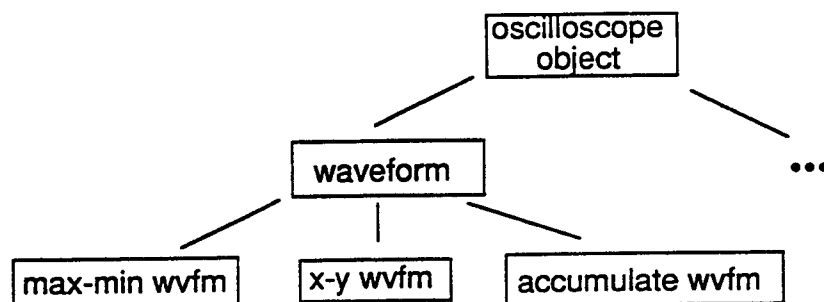 oscilloscope
object
waveform
•••
max-min wvfm
x-y wvfm
accumulate wvfm